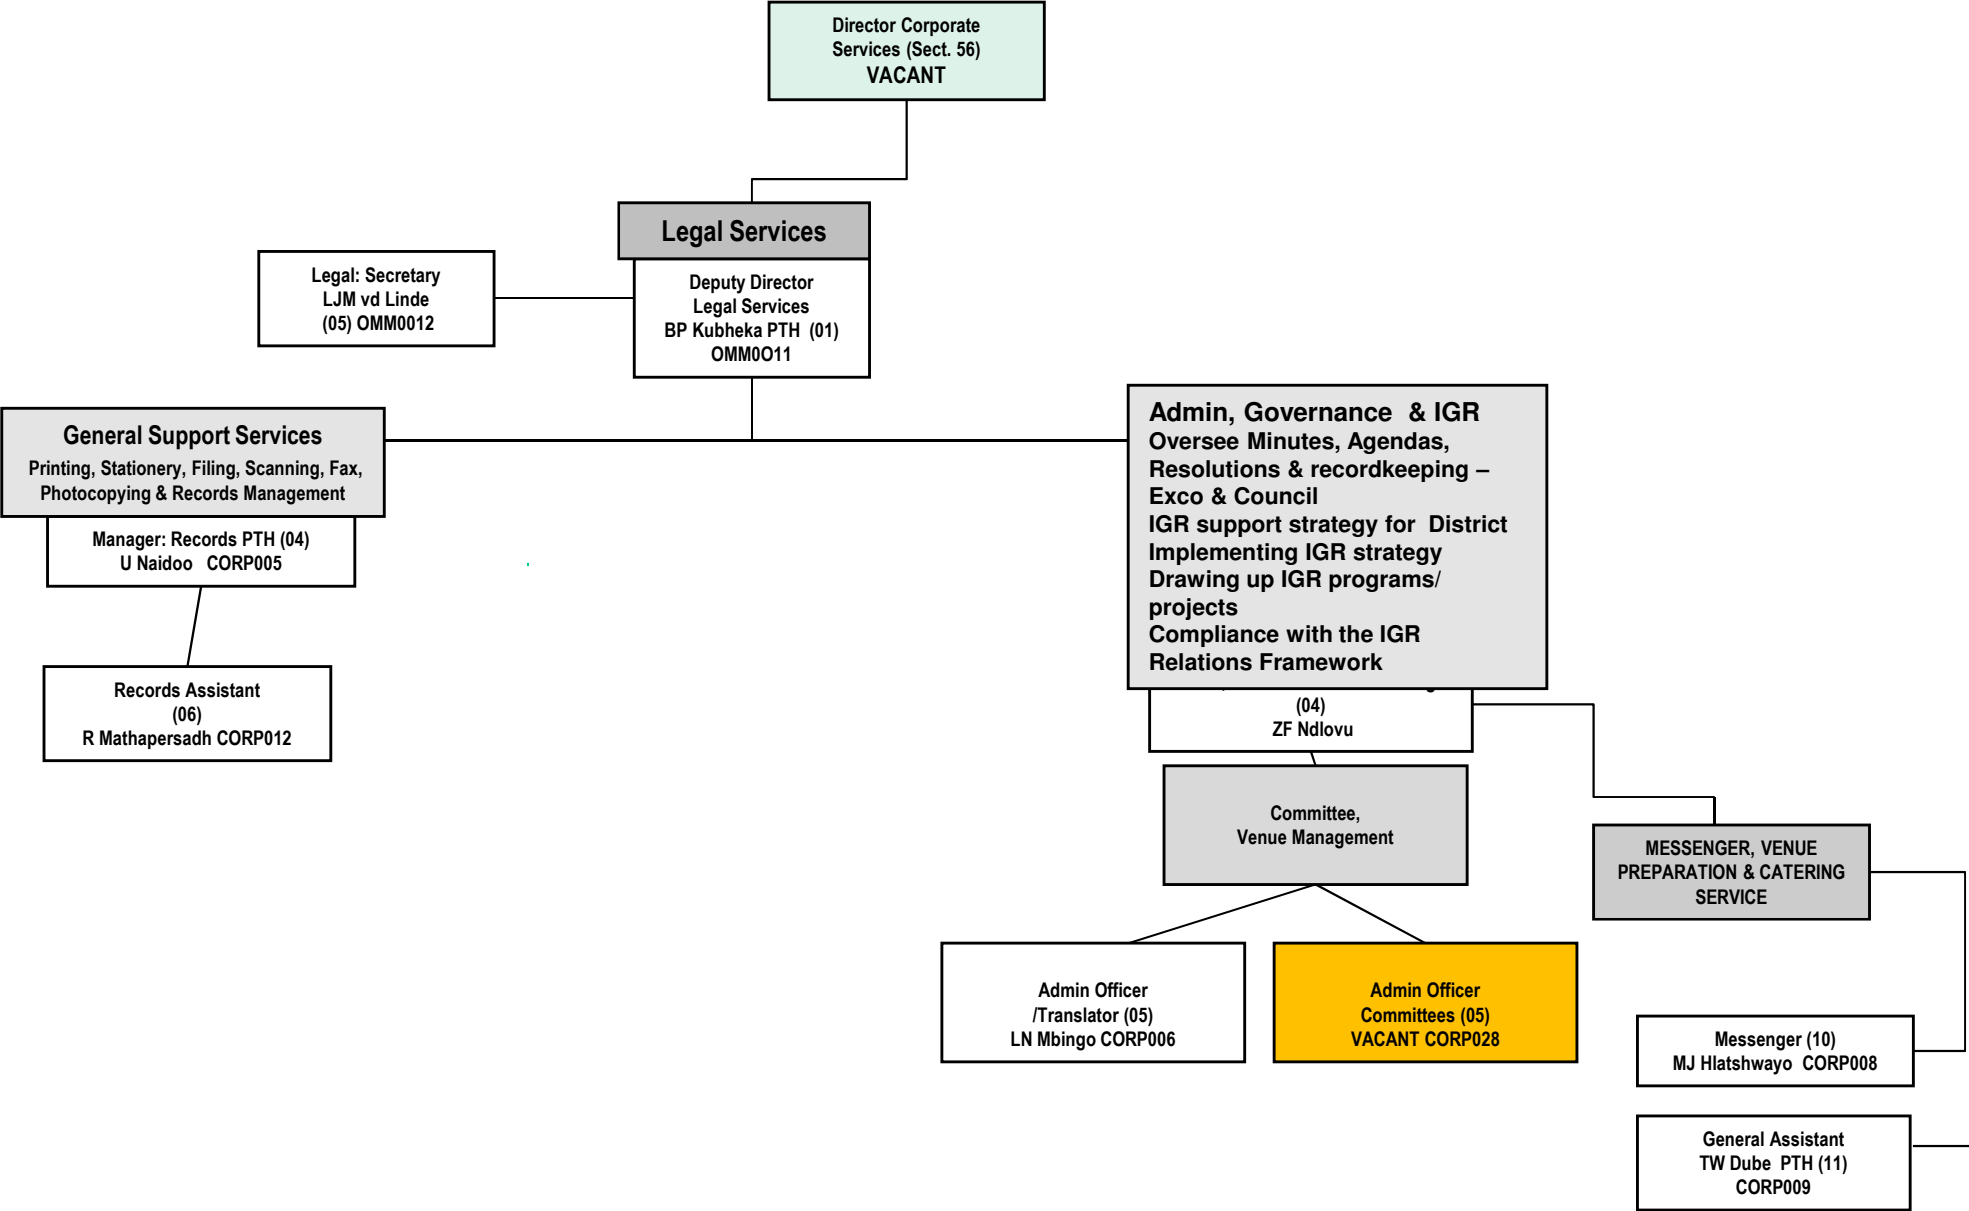 Director Corporate
Services (Sect. 56)
VACANT
Legal Services
Deputy Director
Legal Services
BP Kubheka PTH (01)
OMM0O11
Legal: Secretary
LJM vd Linde
(05) OMM0012
General Support Services
Printing, Stationery, Filing, Scanning, Fax,
Photocopying & Records Management
Manager: Records PTH (04)
U Naidoo CORP005
Records Assistant
(06)
R Mathapersadh CORP012
Admin, Governance & IGR
Oversee Minutes, Agendas,
Resolutions & recordkeeping –
Exco & Council
IGR support strategy for District
Implementing IGR strategy
Drawing up IGR programs/
projects
Compliance with the IGR
Relations Framework
(04)
ZF Ndlovu
Committee,
Venue Management
MESSENGER, VENUE
PREPARATION & CATERING
SERVICE
Admin Officer
/Translator (05)
LN Mbingo CORP006
Admin Officer
Committees (05)
VACANT CORP028
Messenger (10)
MJ Hlatshwayo CORP008
General Assistant
TW Dube PTH (11)
CORP009